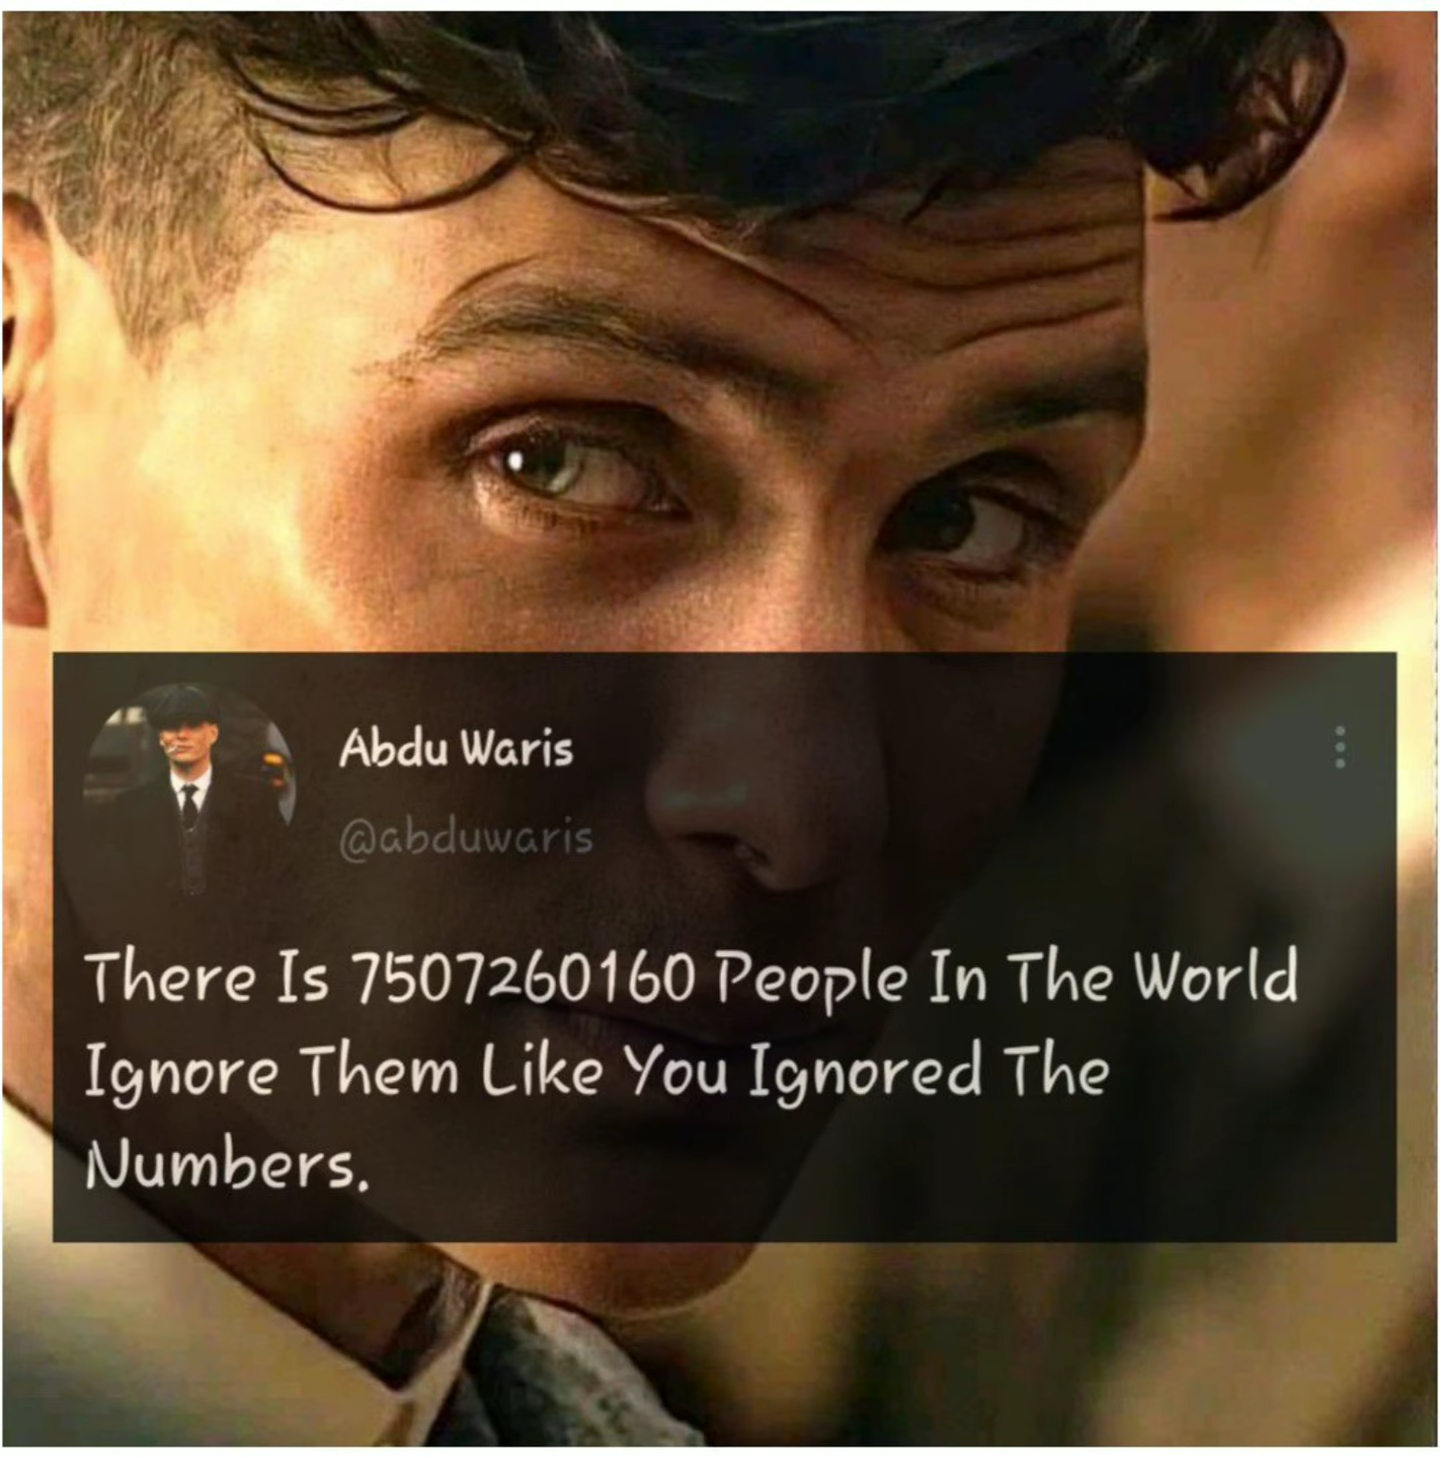 Abdu Waris
@abduwaris
There Is 7507260160 People In The World
Ignore Them Like You Ignored The
Numbers.